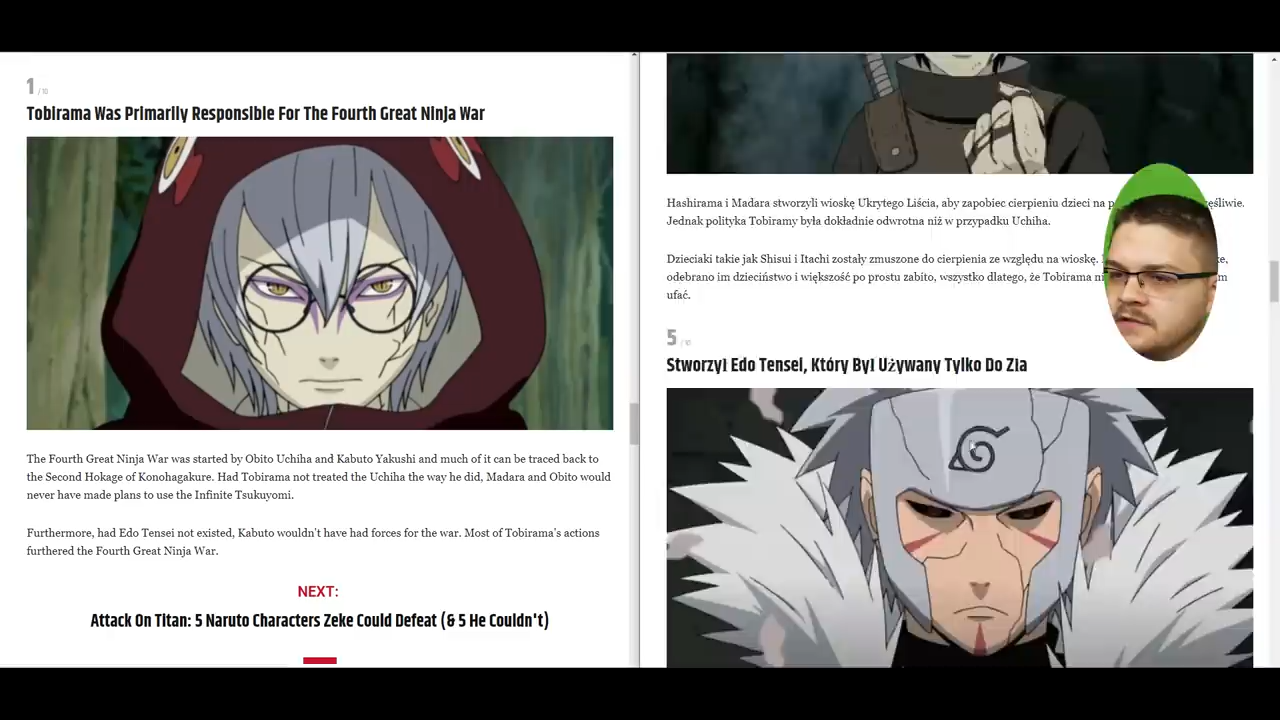 1 / 10
Tobirama Was Primarily Responsible For The Fourth Great Ninja War
The Fourth Great Ninja War was started by Obito Uchiha and Kabuto Yakushi and much of it can be traced back to
the Second Hokage of Konohagakure. Had Tobirama not treated the Uchiha the way he did, Madara and Obito would
never have made plans to use the Infinite Tsukuyomi.
Furthermore, had Edo Tensei not existed, Kabuto wouldn't have had forces for the war. Most of Tobirama's actions
furthered the Fourth Great Ninja War.
NEXT:
Attack On Titan: 5 Naruto Characters Zeke Could Defeat (& 5 He Couldn't)
Hashirama i Madara stworzyli wioskę Ukrytego Liścia, aby zapobiec cierpieniu dzieci na
Jednak polityka Tobiramy była dokładnie odwrotna niż w przypadku Uchiha.
Dzieciaki takie jak Shisui i Itachi zostały zmuszone do cierpienia ze względu na wioskę.
odebrano im dzieciństwo i większość po prostu zabito, wszystko dlatego, że Tobirama
ufać.
5 / 10
Stworzył Edo Tensei, Który Był Używany Tylko Do Zła